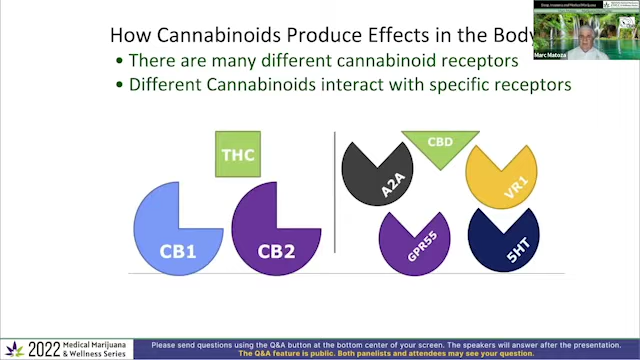 How Cannabinoids Produce Effects in the Body
• There are many different cannabinoid receptors
• Different Cannabinoids interact with specific receptors
Marc Matoza
THC
CB1
CB2
CBD
A2A
VR1
GPR55
5HT
2022 Medical Marijuana & Wellness Series
Please send questions using the Q&A button at the bottom center of your screen. The speakers will answer after the presentation.
The Q&A feature is public. Both panelists and attendees may see your question.